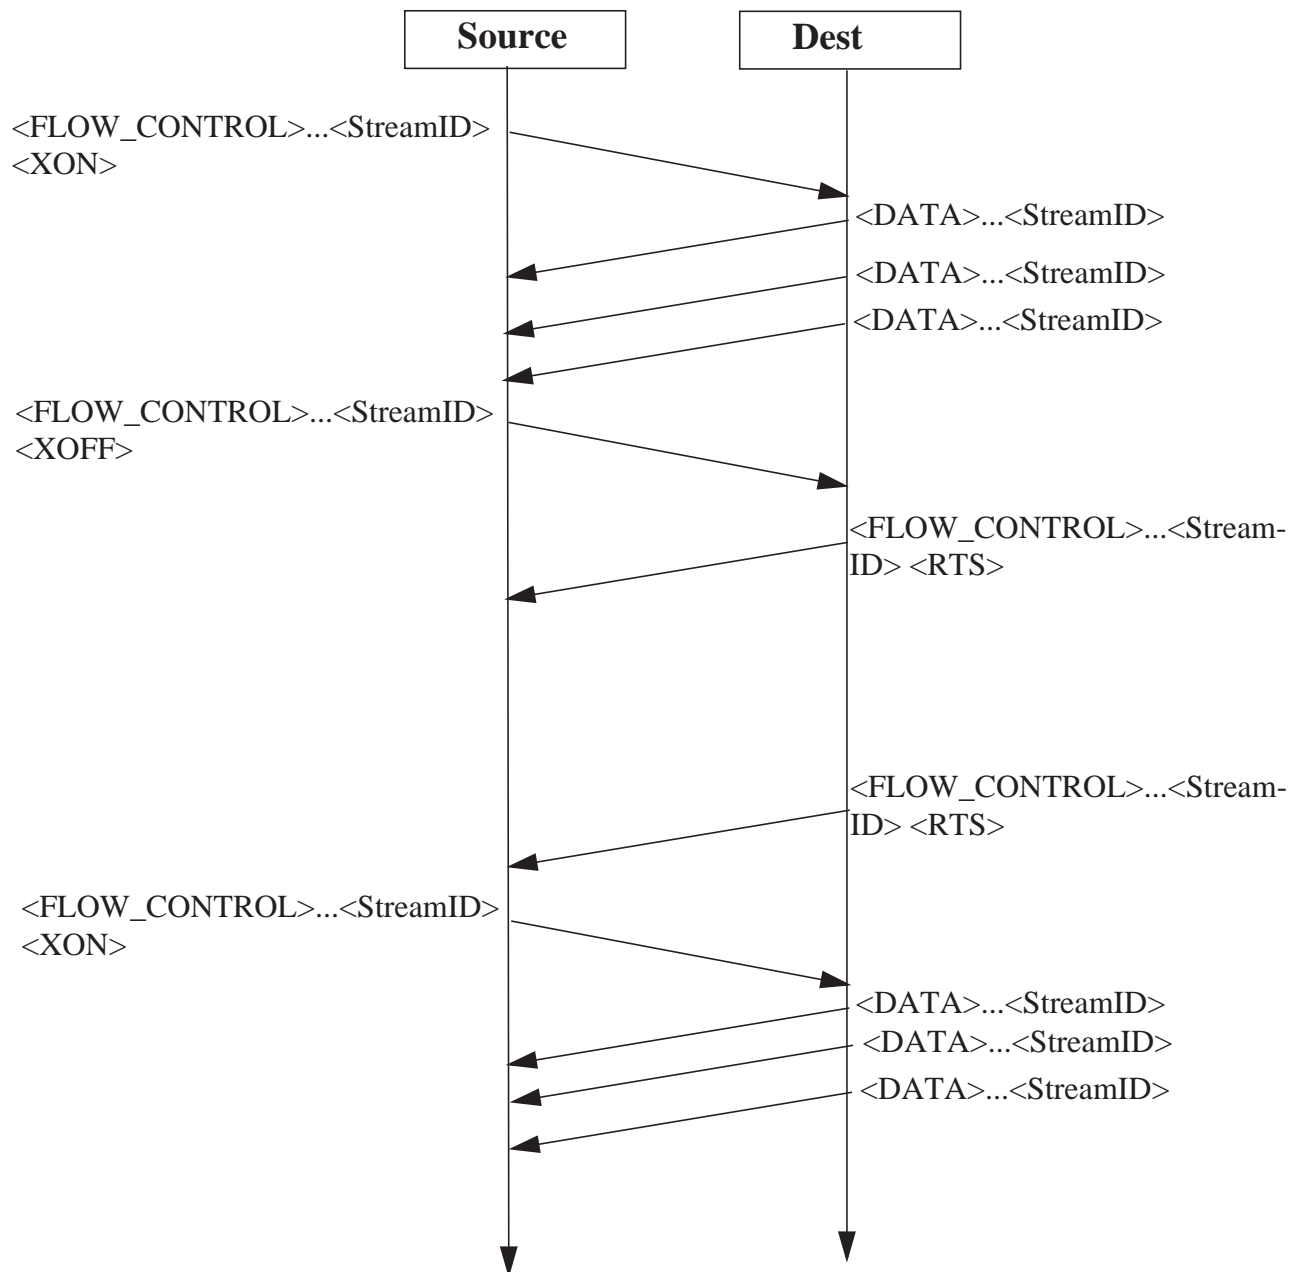 Source
Dest
<FLOW_CONTROL>...<StreamID>
<XON>
<DATA>...<StreamID>
<DATA>...<StreamID>
<DATA>...<StreamID>
<FLOW_CONTROL>...<StreamID>
<XOFF>
<FLOW_CONTROL>...<Stream-
ID> <RTS>
<FLOW_CONTROL>...<Stream-
ID> <RTS>
<FLOW_CONTROL>...<StreamID>
<XON>
<DATA>...<StreamID>
<DATA>...<StreamID>
<DATA>...<StreamID>